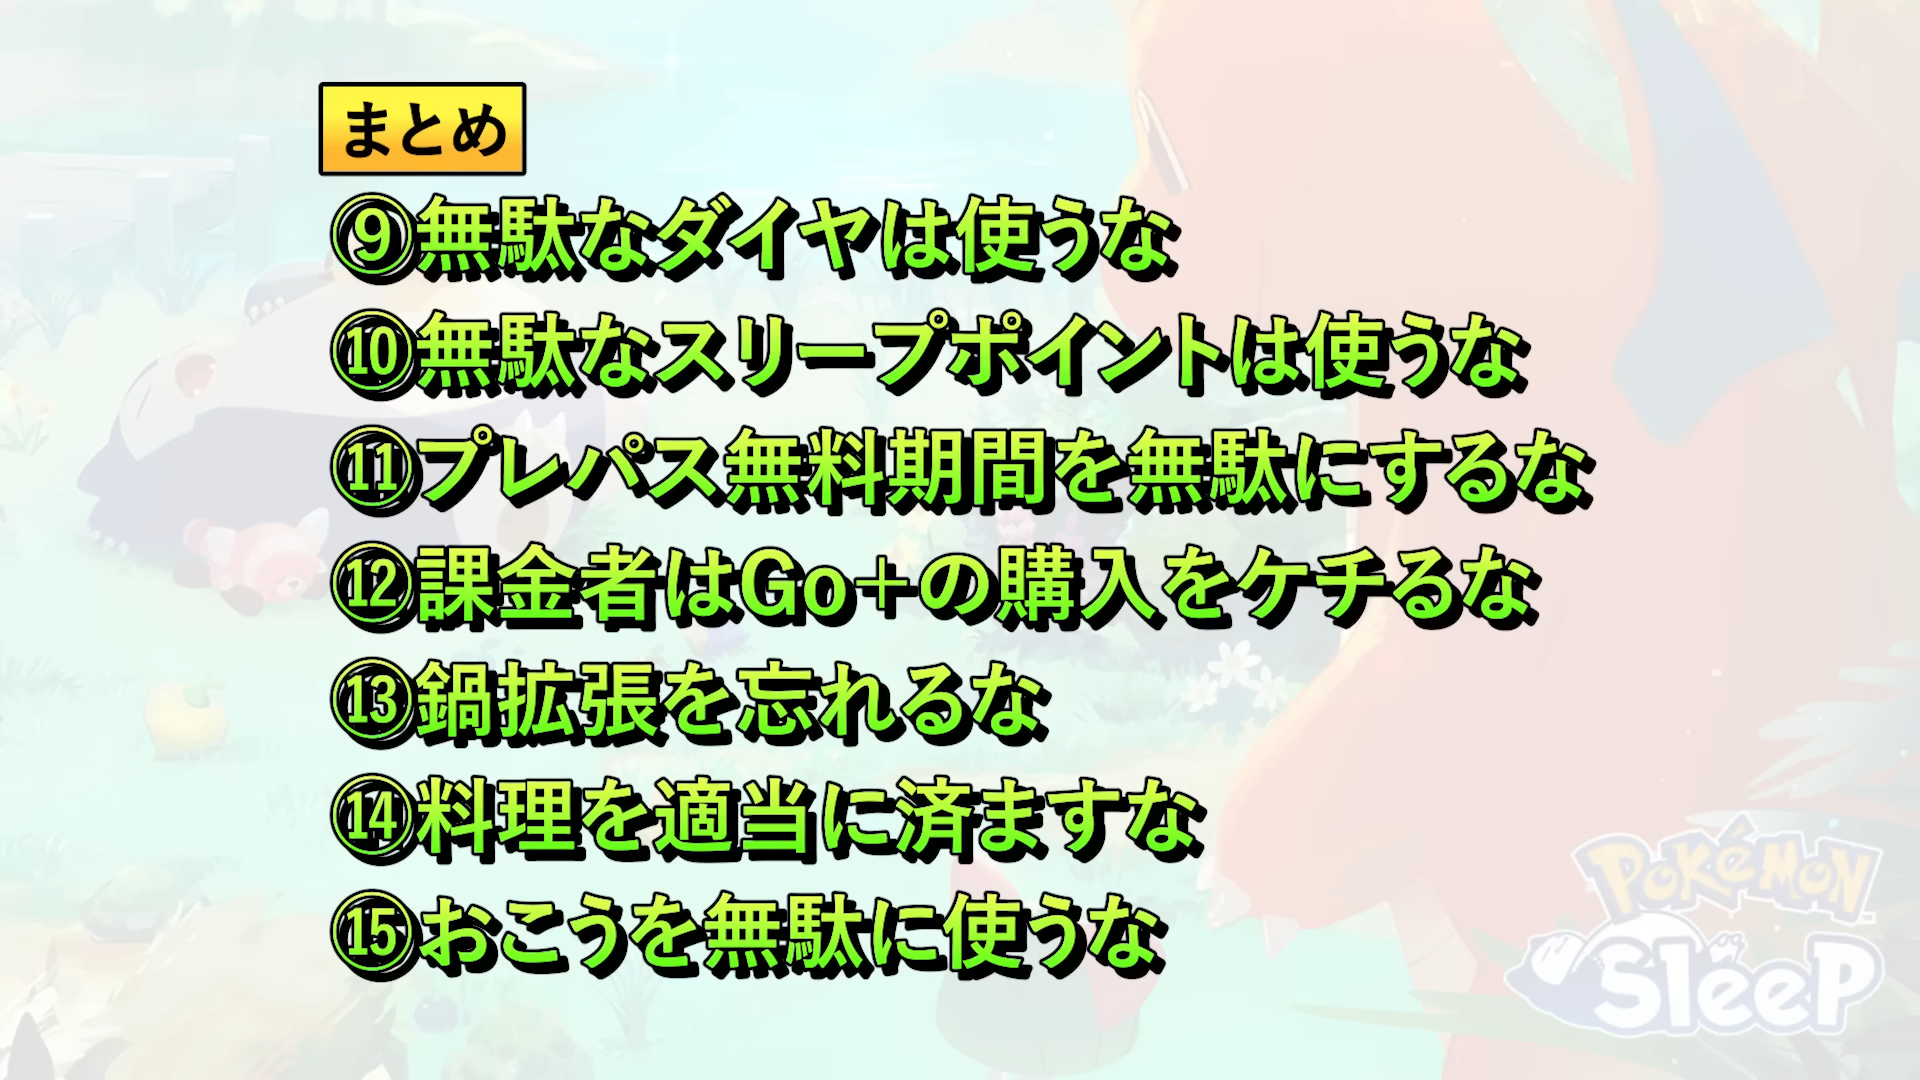 まとめ
⑨無駄なダイヤは使うな
⑩無駄なスリープポイントは使うな
⑪プレパス無料期間を無駄にするな
⑫課金者はGo+の購入をケチるな
⑬鍋拡張を忘れるな
⑭料理を適当に済ますな
⑮おこうを無駄に使うな
POKéMON
Sleep